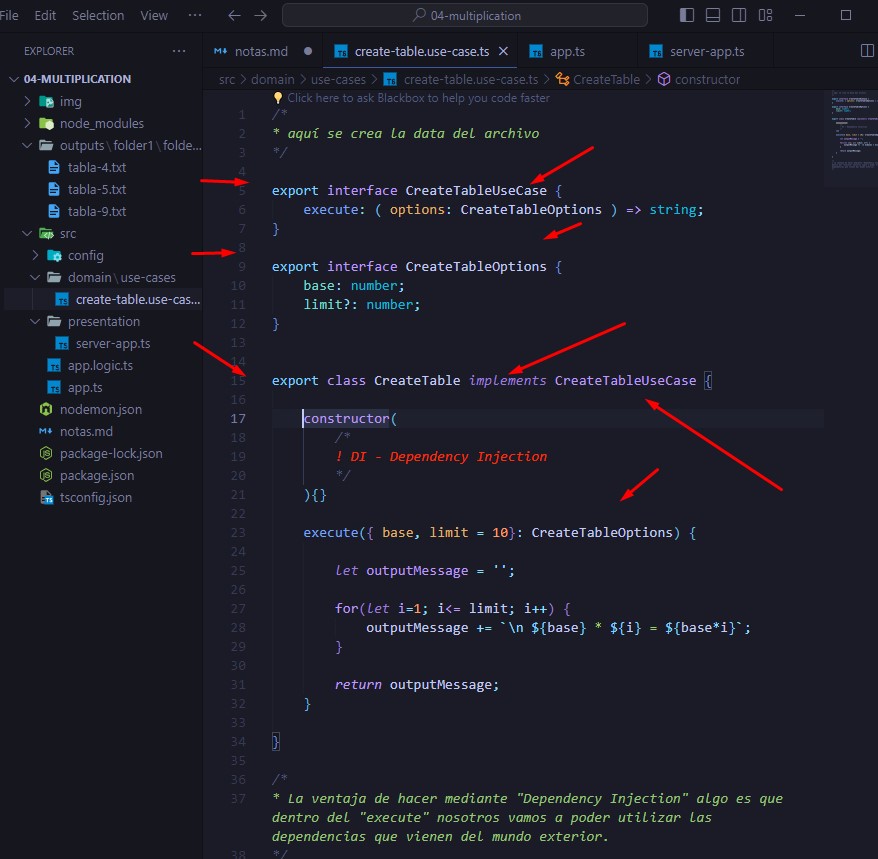 File Edit Selection View ··· 04-multiplication
EXPLORER ···
04-MULTIPLICATION
img
node_modules
outputs\folder1\folde...
tabla-4.txt
tabla-5.txt
tabla-9.txt
src
config
domain\use-cases
create-table.use-cas...
presentation
server-app.ts
app.logic.ts
app.ts
nodemon.json
notas.md
package-lock.json
package.json
tsconfig.json
notas.md create-table.use-case.ts app.ts server-app.ts
src > domain > use-cases > create-table.use-case.ts > CreateTable > constructor
Click here to ask Blackbox to help you code faster
1 /*
2 * aquí se crea la data del archivo
3 */
4
5 export interface CreateTableUseCase {
6 execute: ( options: CreateTableOptions ) => string;
7 }
8
9 export interface CreateTableOptions {
10 base: number;
11 limit?: number;
12 }
13
14
15 export class CreateTable implements CreateTableUseCase {
16
17 constructor(
18 /*
19 ! DI - Dependency Injection
20 */
21 ){}
22
23 execute({ base, limit = 10}: CreateTableOptions) {
24
25 let outputMessage = '';
26
27 for(let i=1; i<= limit; i++) {
28 outputMessage += `\n ${base} * ${i} = ${base*i}`;
29 }
30
31 return outputMessage;
32 }
33
34 }
35
36 /*
37 * La ventaja de hacer mediante "Dependency Injection" algo es que
dentro del "execute" nosotros vamos a poder utilizar las
dependencias que vienen del mundo exterior.
38 */